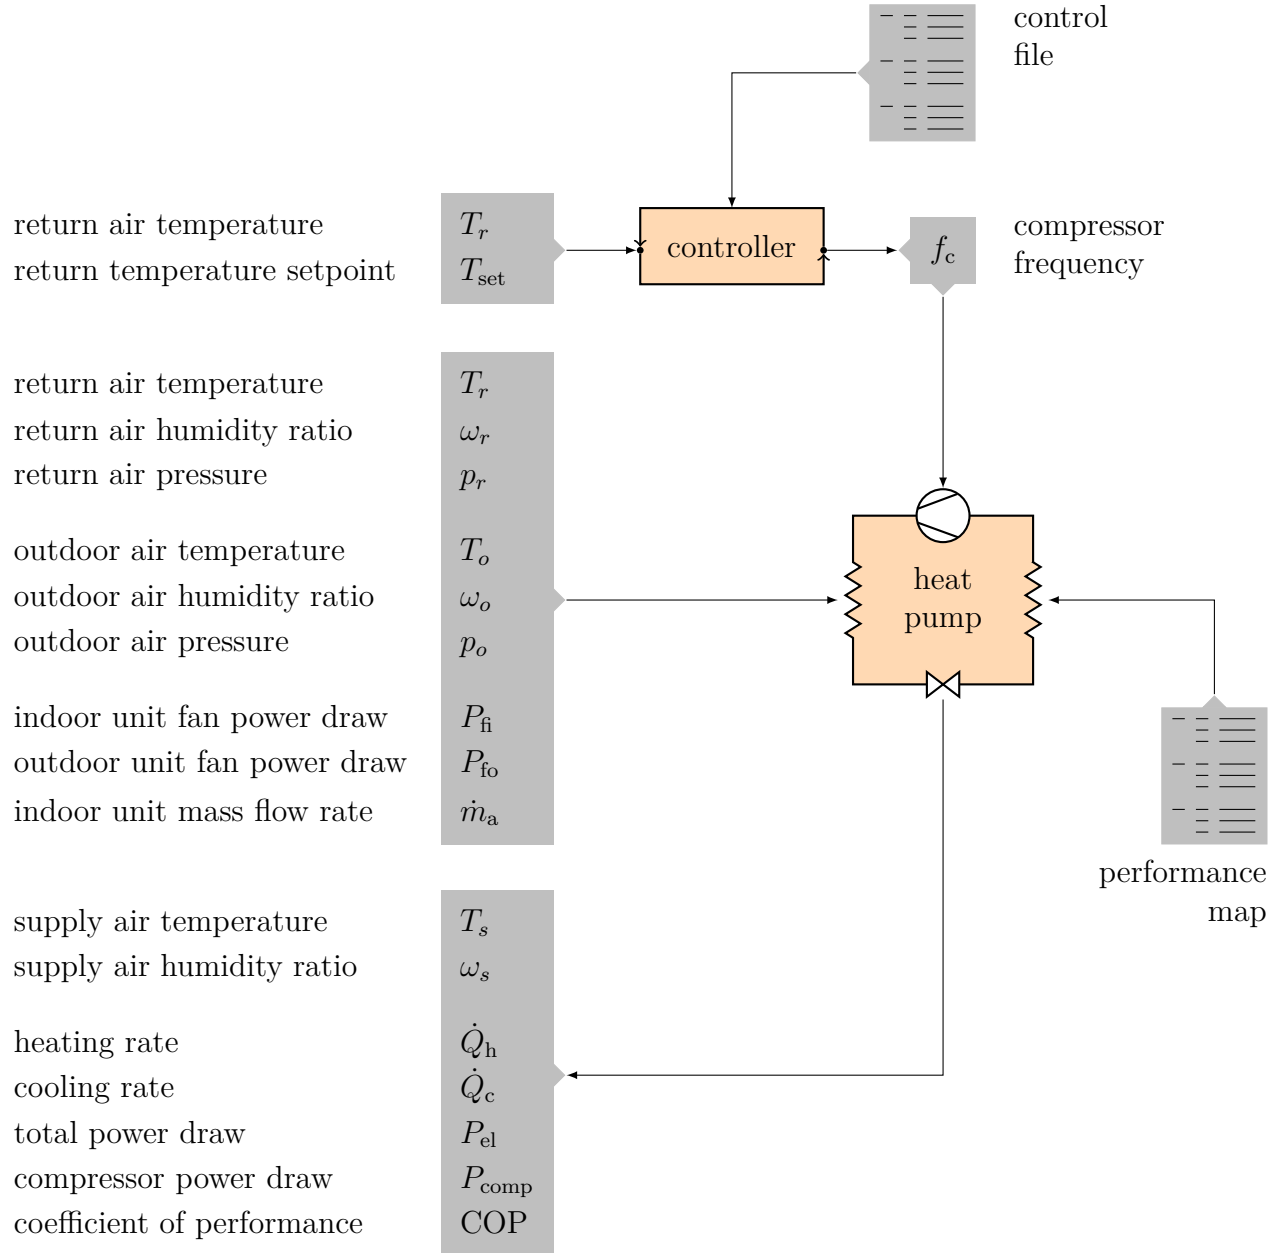 control
file
return air temperature T_r
return temperature setpoint T_set
controller
f_c
compressor
frequency
return air temperature T_r
return air humidity ratio ω_r
return air pressure p_r
outdoor air temperature T_o
outdoor air humidity ratio ω_o
outdoor air pressure p_o
heat
pump
indoor unit fan power draw P_fi
outdoor unit fan power draw P_fo
indoor unit mass flow rate ṁ_a
performance
map
supply air temperature T_s
supply air humidity ratio ω_s
heating rate Q̇_h
cooling rate Q̇_c
total power draw P_el
compressor power draw P_comp
coefficient of performance COP